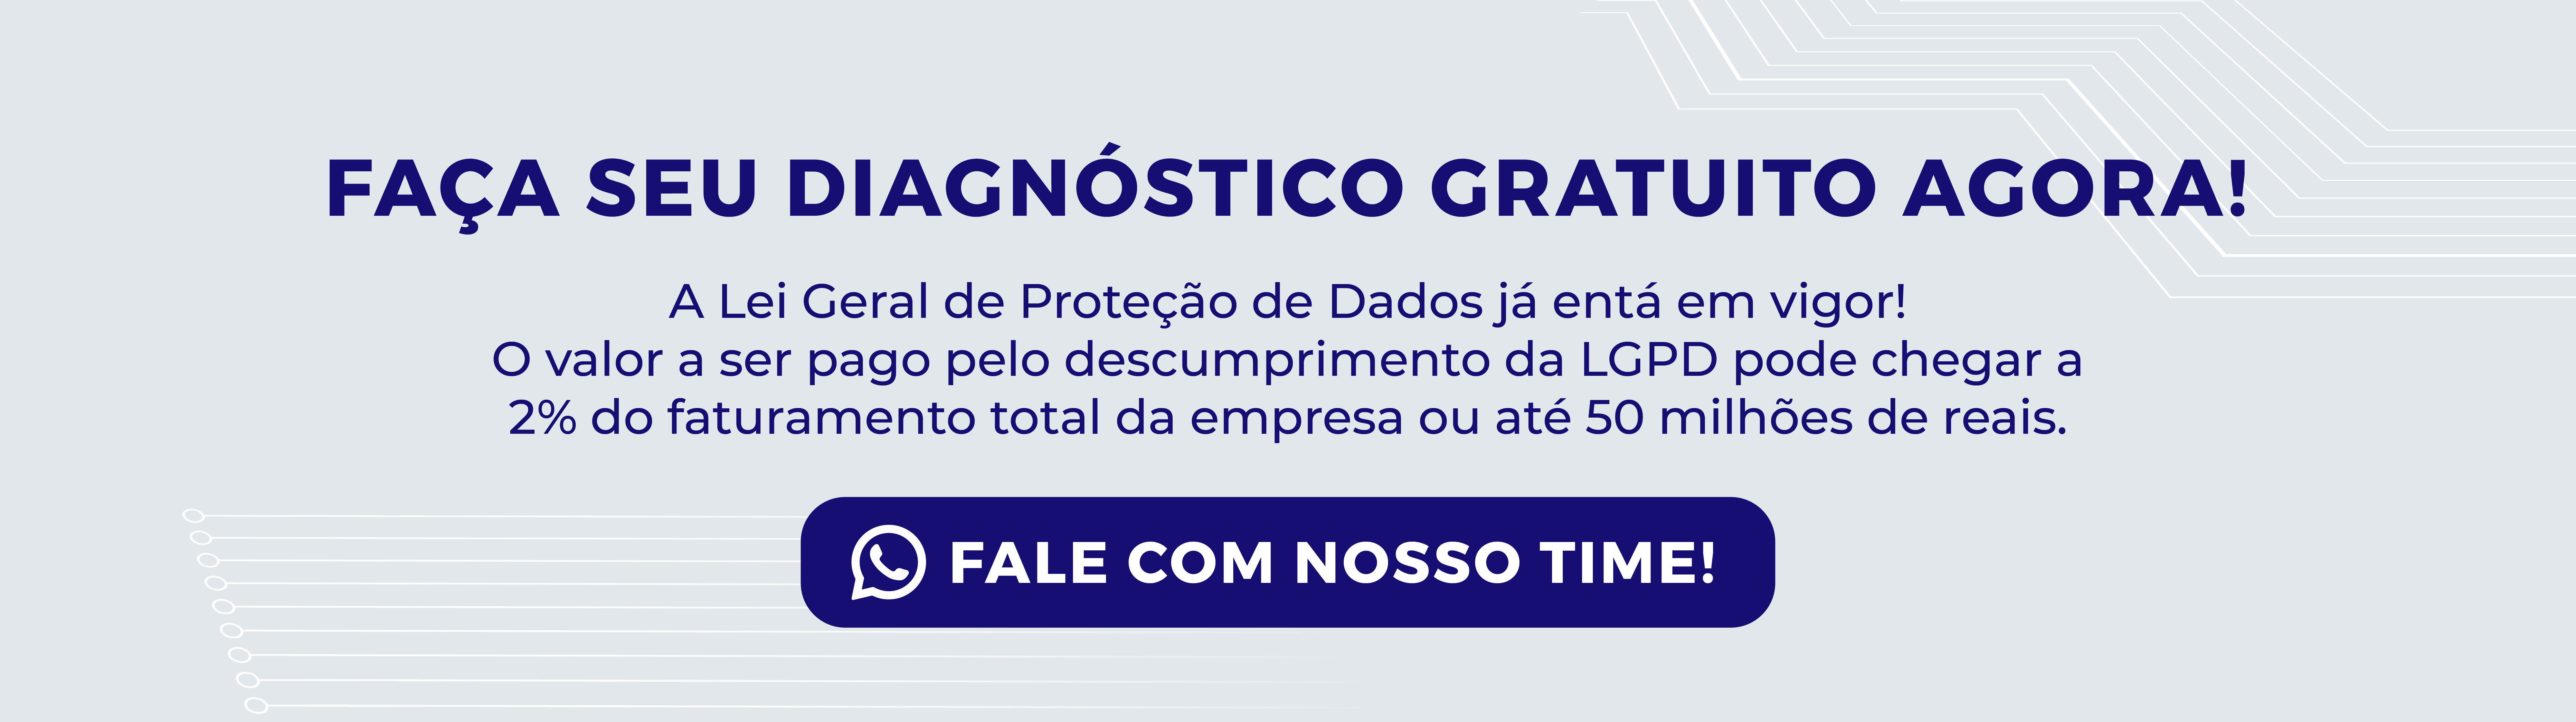 FAÇA SEU DIAGNÓSTICO GRATUITO AGORA!
A Lei Geral de Proteção de Dados já entá em vigor!
O valor a ser pago pelo descumprimento da LGPD pode chegar a
2% do faturamento total da empresa ou até 50 milhões de reais.
FALE COM NOSSO TIME!